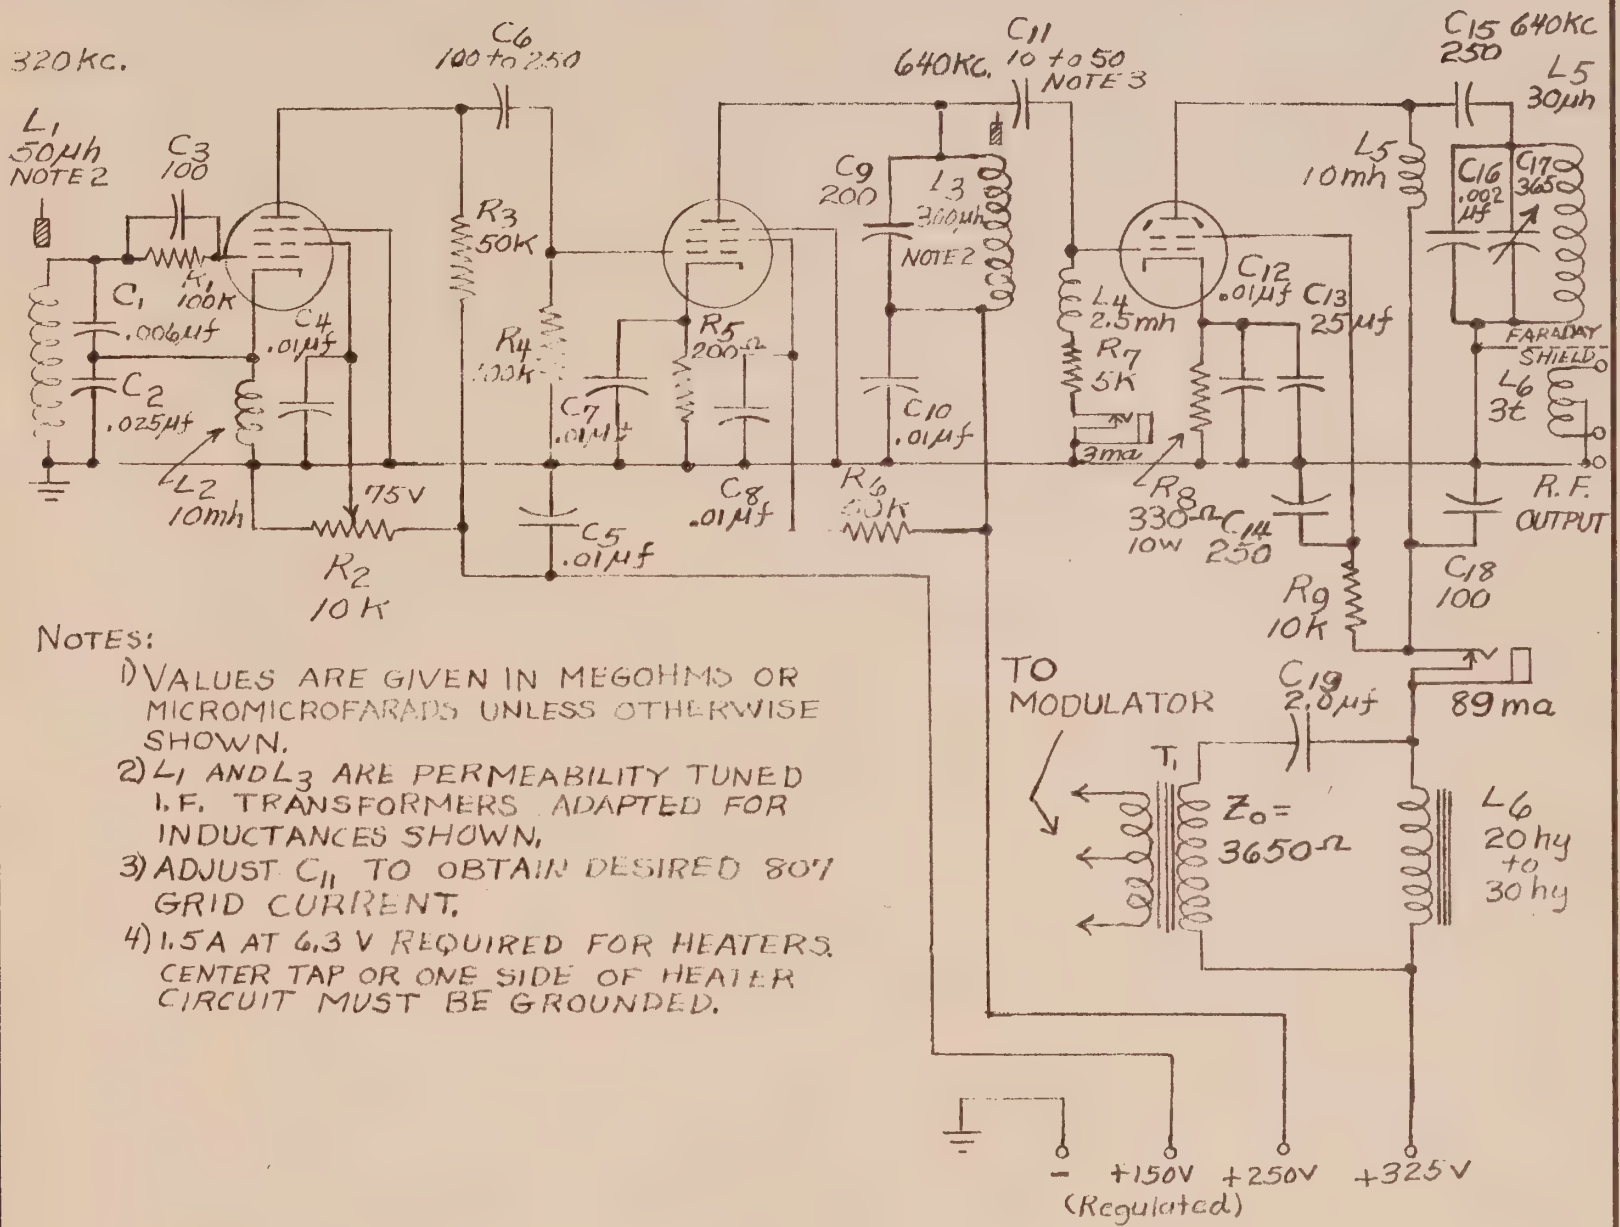 320KC.
L1
50µh
NOTE 2
C3
100
R1
100K
C1
.006µf
C2
.025µf
C4
.01µf
L2
10mh
75V
R2
10K
C6
100 to 250
R3
50K
R4
100K
C5
.01µf
C7
.01µf
R5
200Ω
C8
.01µf
640KC.
C9
200
L3
300µh
NOTE 2
C10
.01µf
R6
C11
10 to 50
NOTE 3
L4
2.5mh
R7
5K
3ma
R8
330Ω
10W
C12
.01µf
C13
25µf
C14
250
R9
10K
L5
10mh
C15 640KC
250
L5
30µh
C16
.002
µf
C17
365
FARADAY
SHIELD
L6
3t
R.F.
OUTPUT
C18
100
89ma
TO
MODULATOR
C19
2.0µf
T1
Zo=
3650Ω
L6
20hy
to
30hy
NOTES:
1) VALUES ARE GIVEN IN MEGOHMS OR
MICROMICROFARADS UNLESS OTHERWISE
SHOWN.
2) L1 AND L3 ARE PERMEABILITY TUNED
I.F. TRANSFORMERS ADAPTED FOR
INDUCTANCES SHOWN.
3) ADJUST C11 TO OBTAIN DESIRED 807
GRID CURRENT.
4) 1.5A AT 6.3 V REQUIRED FOR HEATERS.
CENTER TAP OR ONE SIDE OF HEATER
CIRCUIT MUST BE GROUNDED.
- +150V +250V +325V
(Regulated)